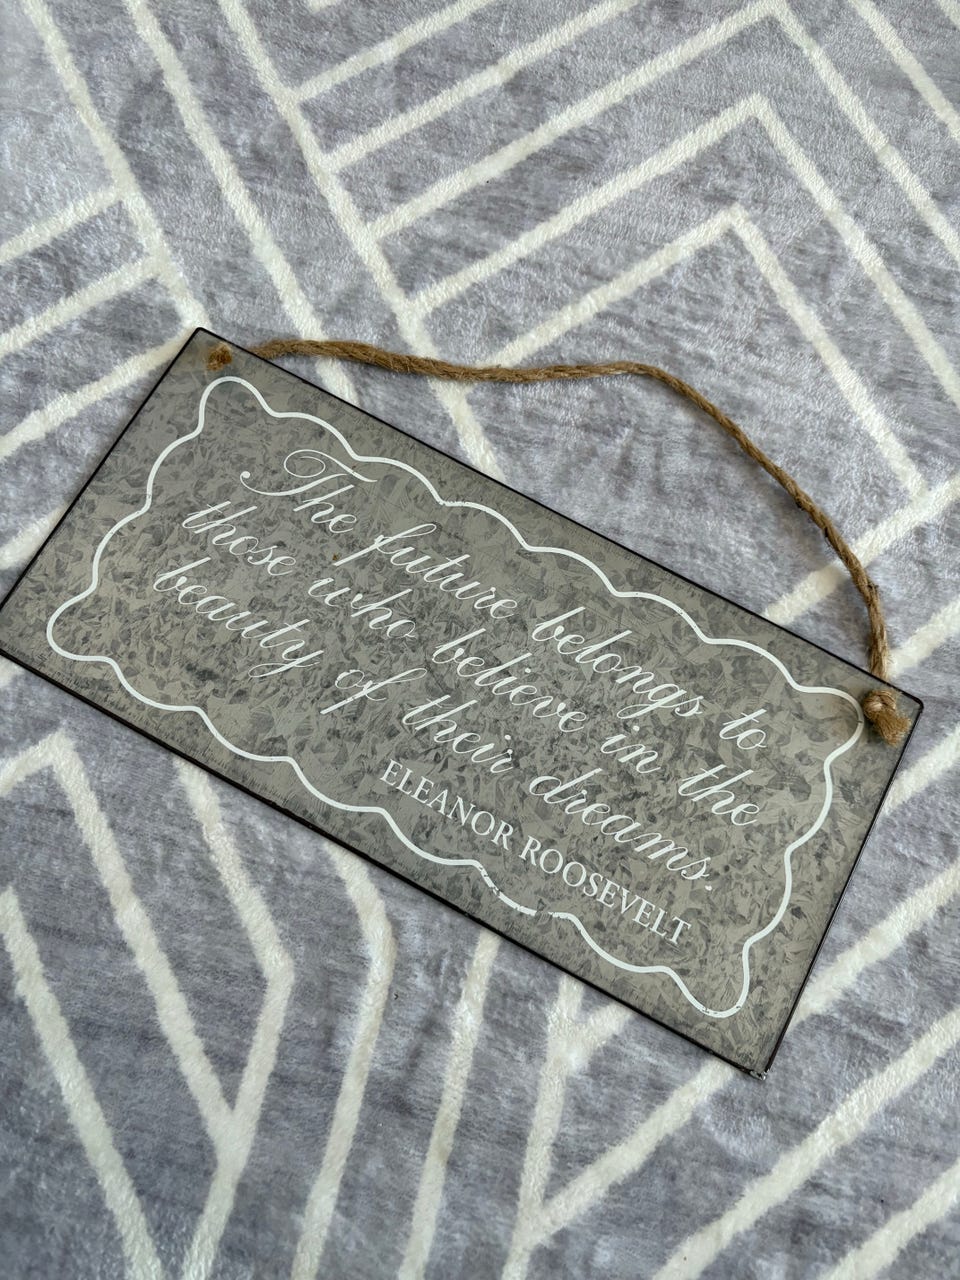 The future belongs to
those who believe in the
beauty of their dreams.
ELEANOR ROOSEVELT